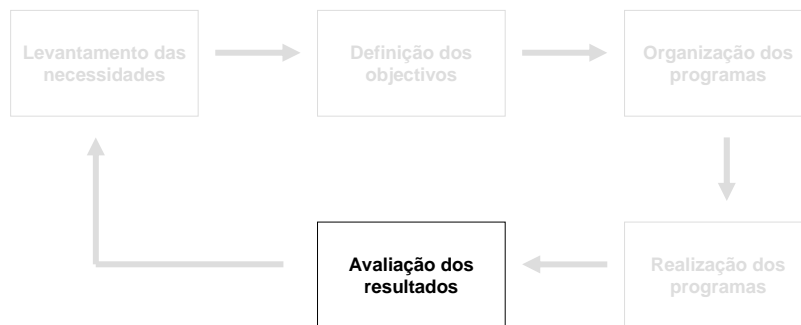 Levantamento das
necessidades
Definição dos
objectivos
Organização dos
programas
Avaliação dos
resultados
Realização dos
programas